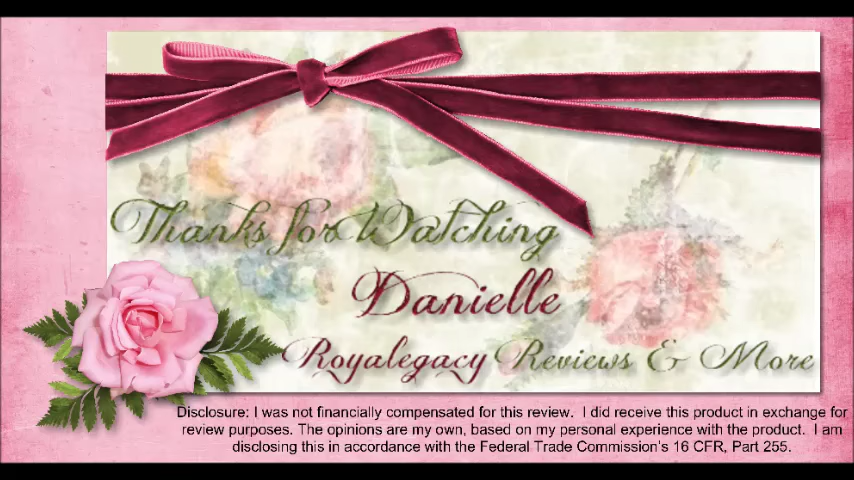 Thanks for Watching
Danielle
Royalegacy Reviews & More
Disclosure: I was not financially compensated for this review.  I did receive this product in exchange for
review purposes. The opinions are my own, based on my personal experience with the product.  I am
disclosing this in accordance with the Federal Trade Commission's 16 CFR, Part 255.